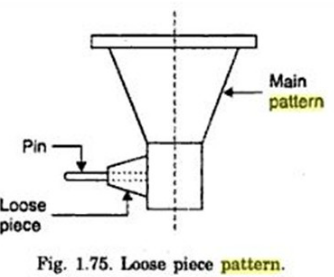 Main
pattern
Pin
Loose
piece
Fig. 1.75. Loose piece pattern.